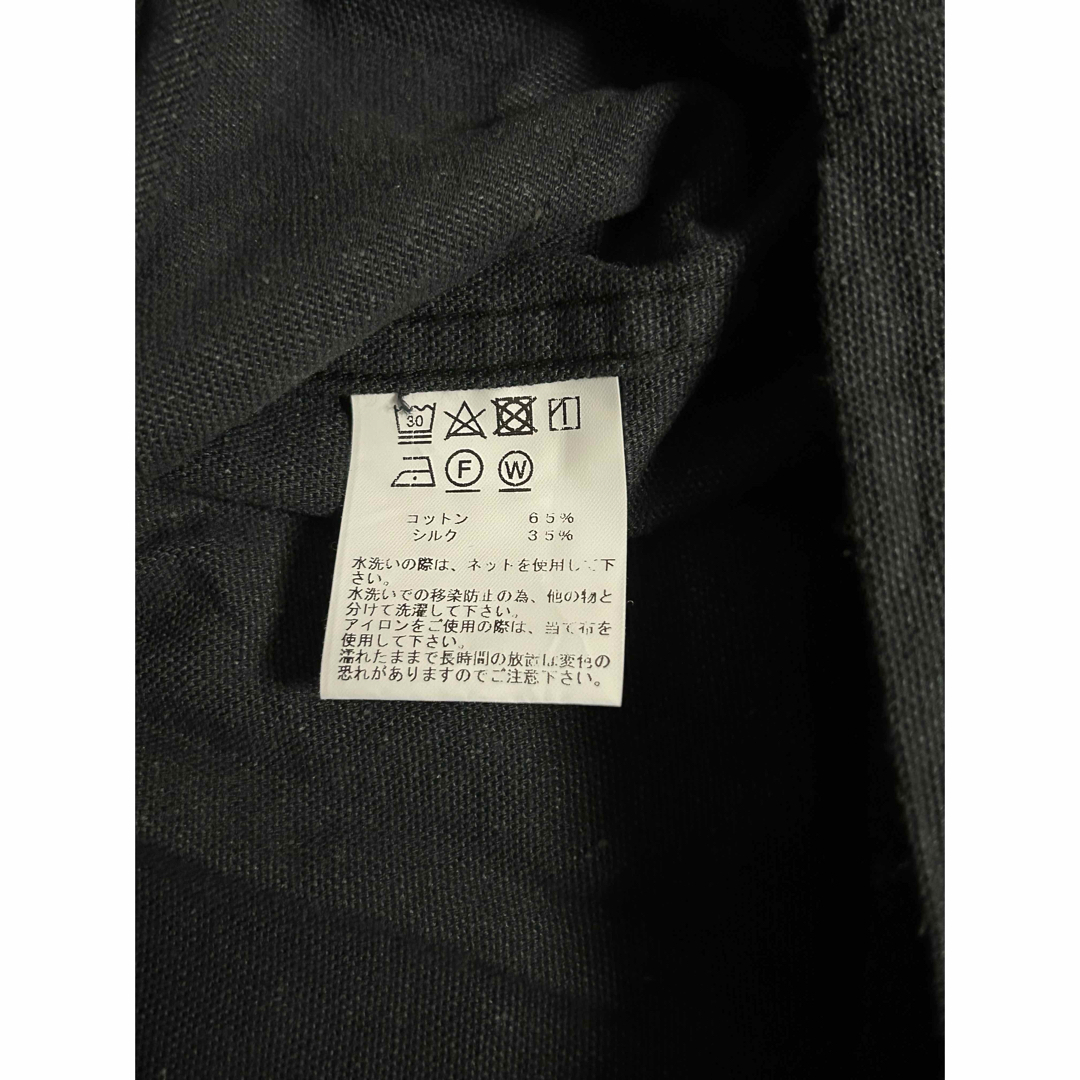 30
F W
コットン 65%
シルク 35%
水洗いの際は、ネットを使用して下
さい。
水洗いでの移染防止の為、他の物と
分けて洗濯して下さい。
アイロンをご使用の際は、当て布を
使用して下さい。
濡れたままで長時間の放置は変色の
恐れがありますのでご注意下さい。